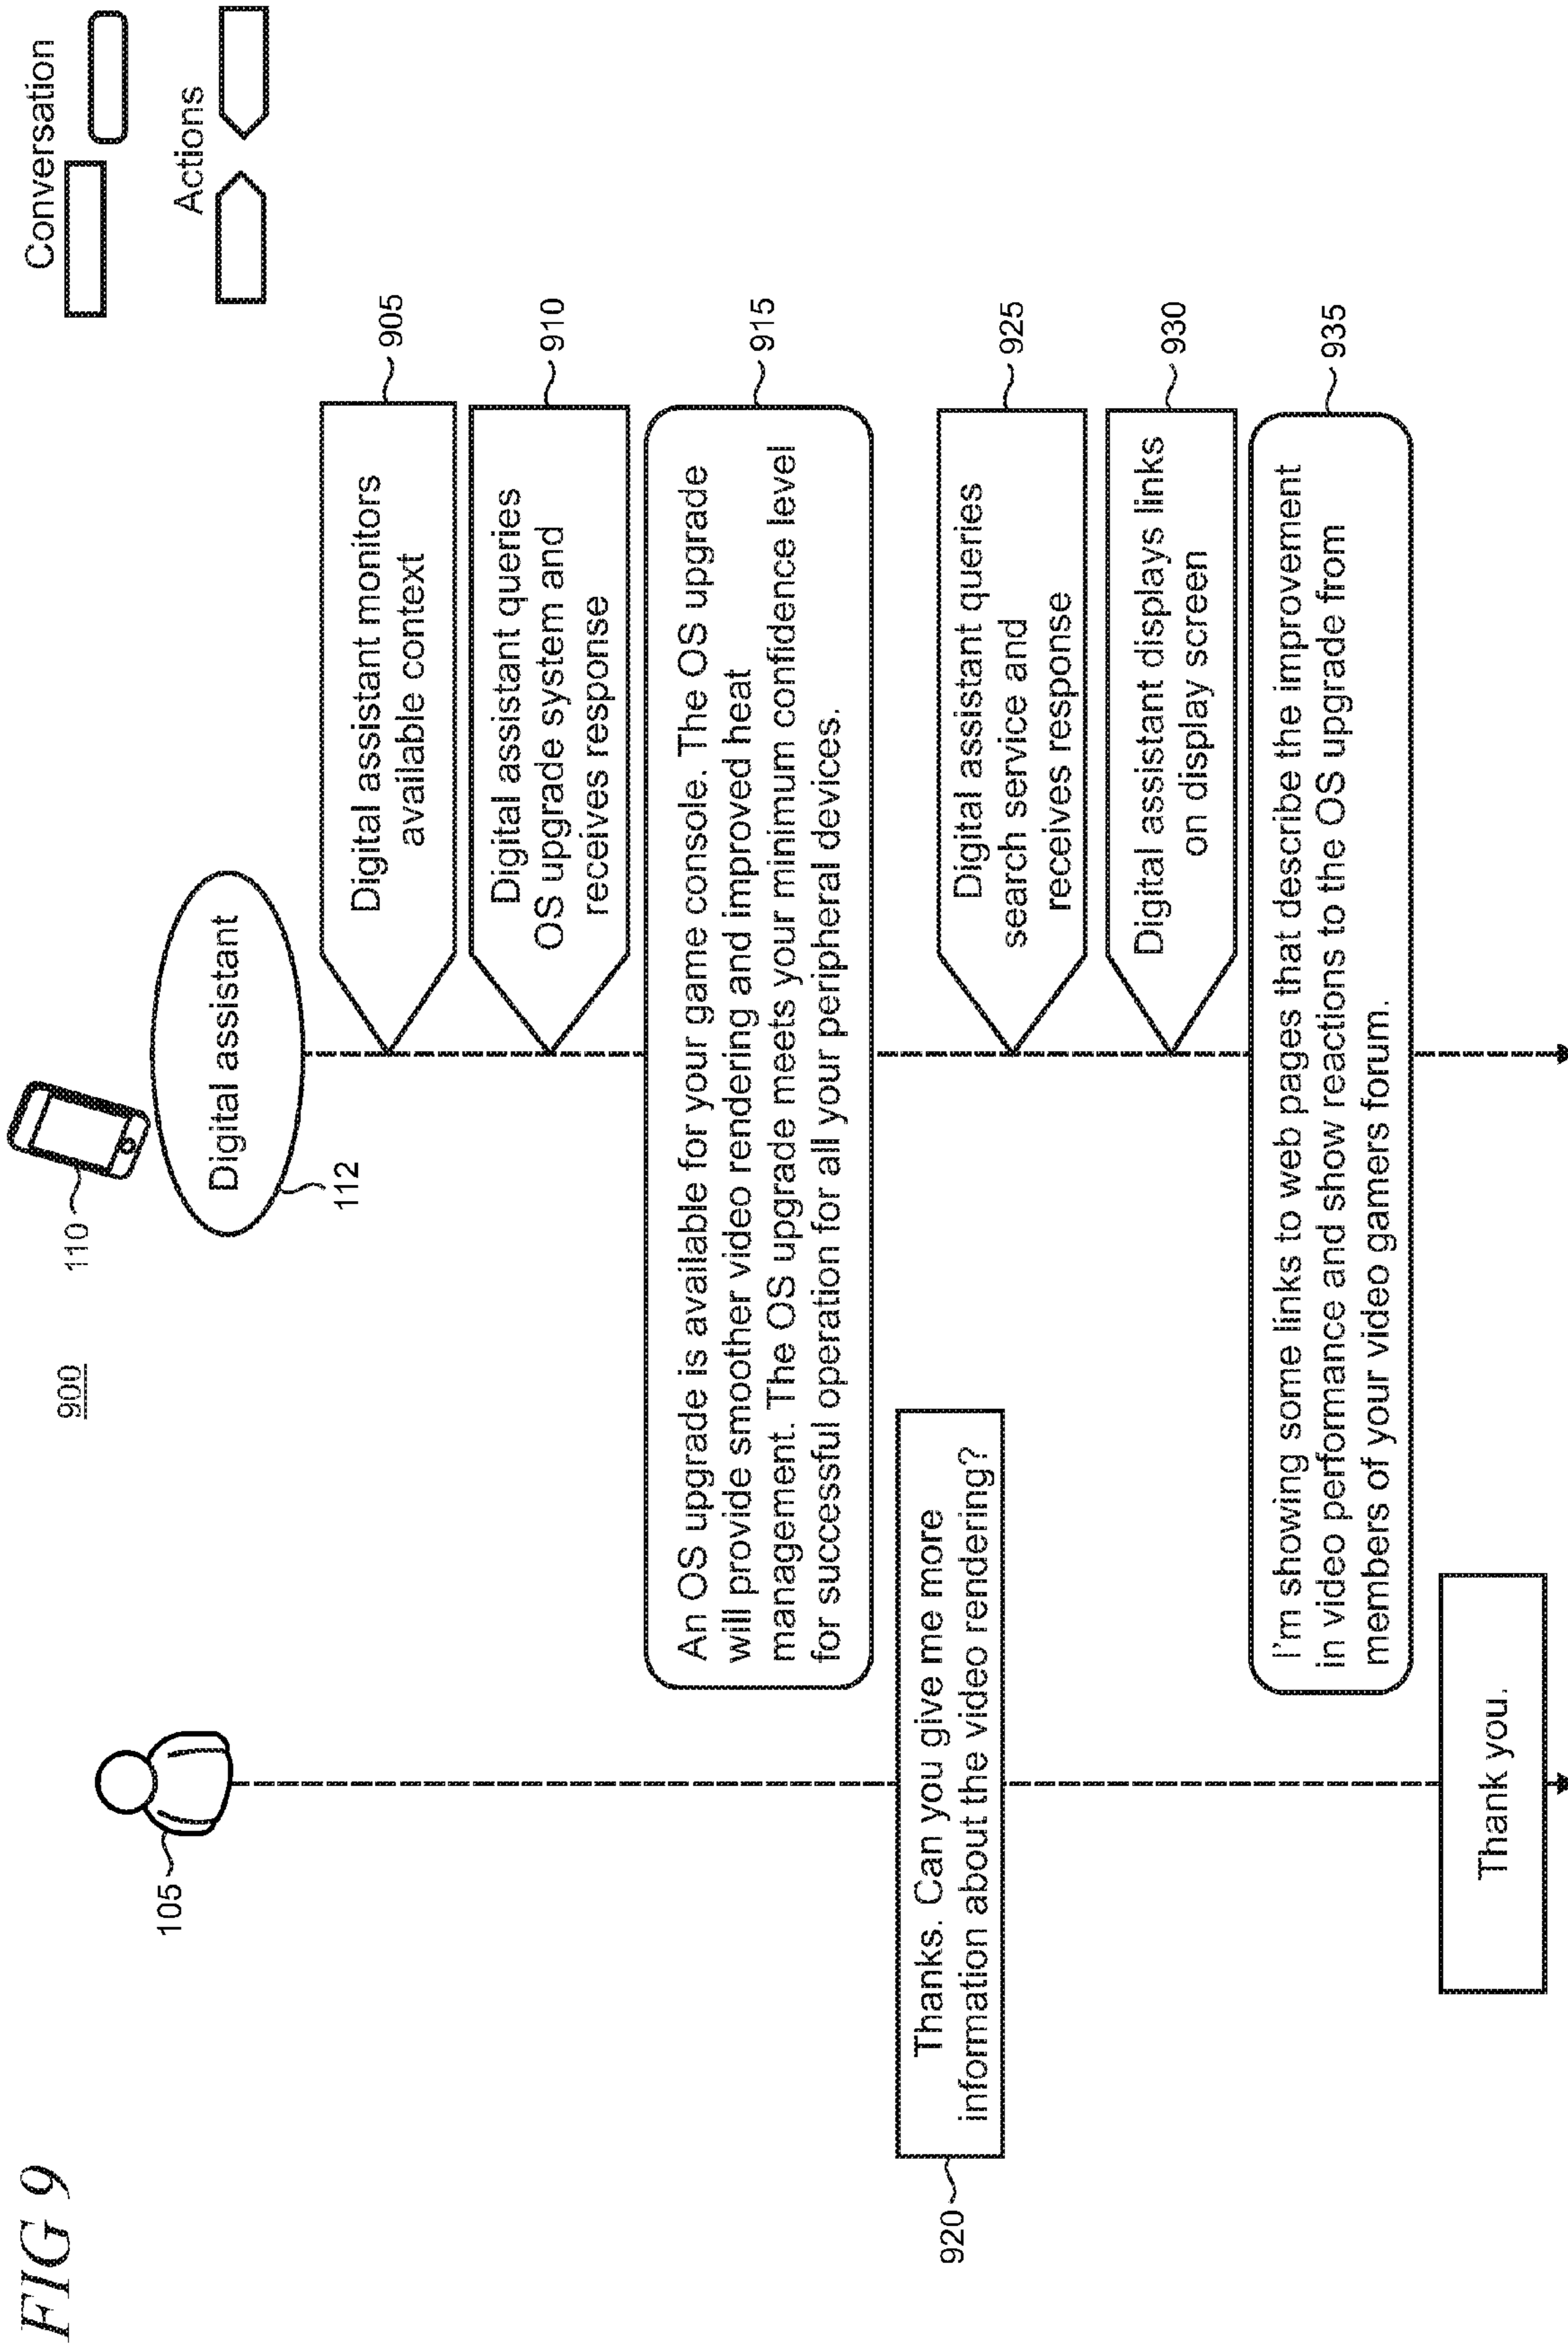 FIG 9
900
Conversation
Actions
110
105
Digital assistant
112
Digital assistant monitors
available context
905
Digital assistant queries
OS upgrade system and
receives response
910
An OS upgrade is available for your game console. The OS upgrade
will provide smoother video rendering and improved heat
management. The OS upgrade meets your minimum confidence level
for successful operation for all your peripheral devices.
915
Thanks. Can you give me more
information about the video rendering?
920
Digital assistant queries
search service and
receives response
925
Digital assistant displays links
on display screen
930
I'm showing some links to web pages that describe the improvement
in video performance and show reactions to the OS upgrade from
members of your video gamers forum.
935
Thank you.